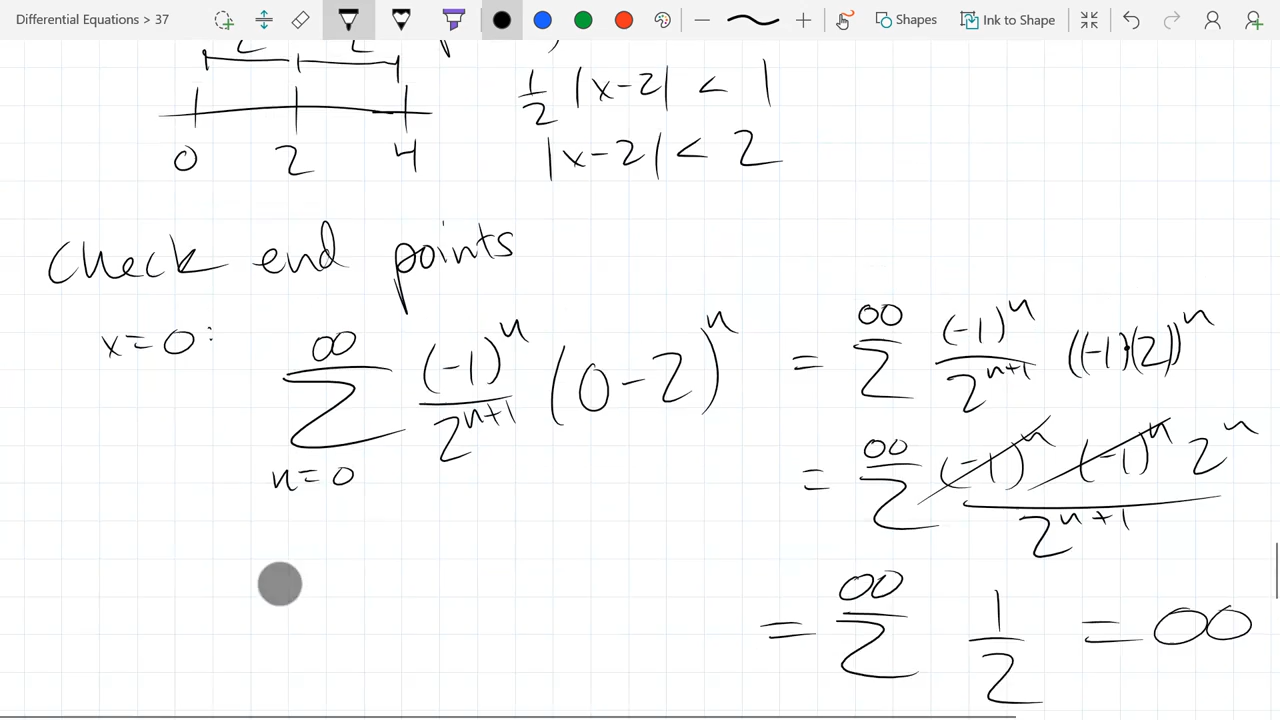 Differential Equations > 37
Shapes
Ink to Shape
1/2 |x-2| < 1
|x-2| < 2
0 2 4
Check end points
x=0: ∞ Σ n=0 (-1)^n / 2^(n+1) (0-2)^n = ∞ Σ (-1)^n / 2^(n+1) ((-1)(2))^n
= ∞ Σ (-1)^n (-1)^n 2^n / 2^(n+1)
= ∞ Σ 1/2 = ∞